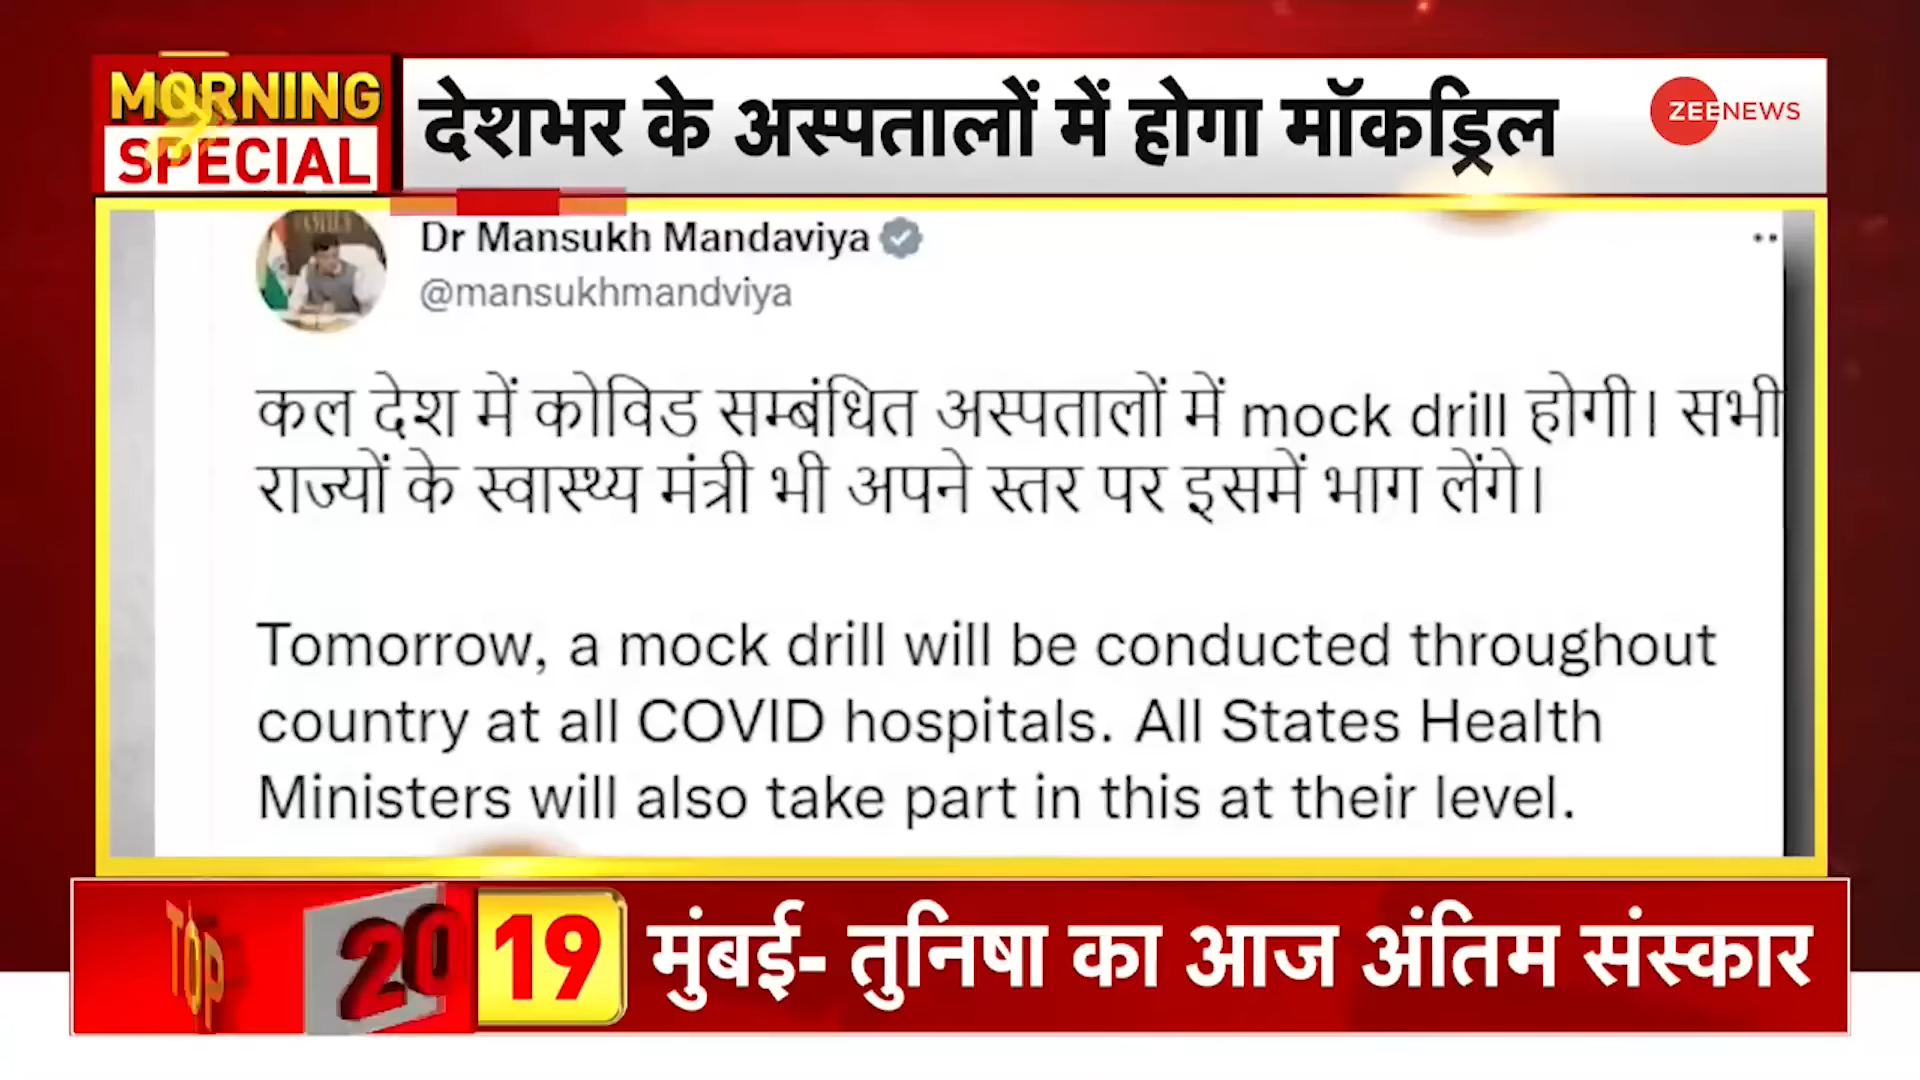 MORNING
SPECIAL
देशभर के अस्पतालों में होगा मॉकड्रिल
ZEENEWS
Dr Mansukh Mandaviya
@mansukhmandviya
कल देश में कोविड सम्बंधित अस्पतालों में mock drill होगी। सभी
राज्यों के स्वास्थ्य मंत्री भी अपने स्तर पर इसमें भाग लेंगे।
Tomorrow, a mock drill will be conducted throughout
country at all COVID hospitals. All States Health
Ministers will also take part in this at their level.
TOP 20 19 मुंबई- तुनिषा का आज अंतिम संस्कार